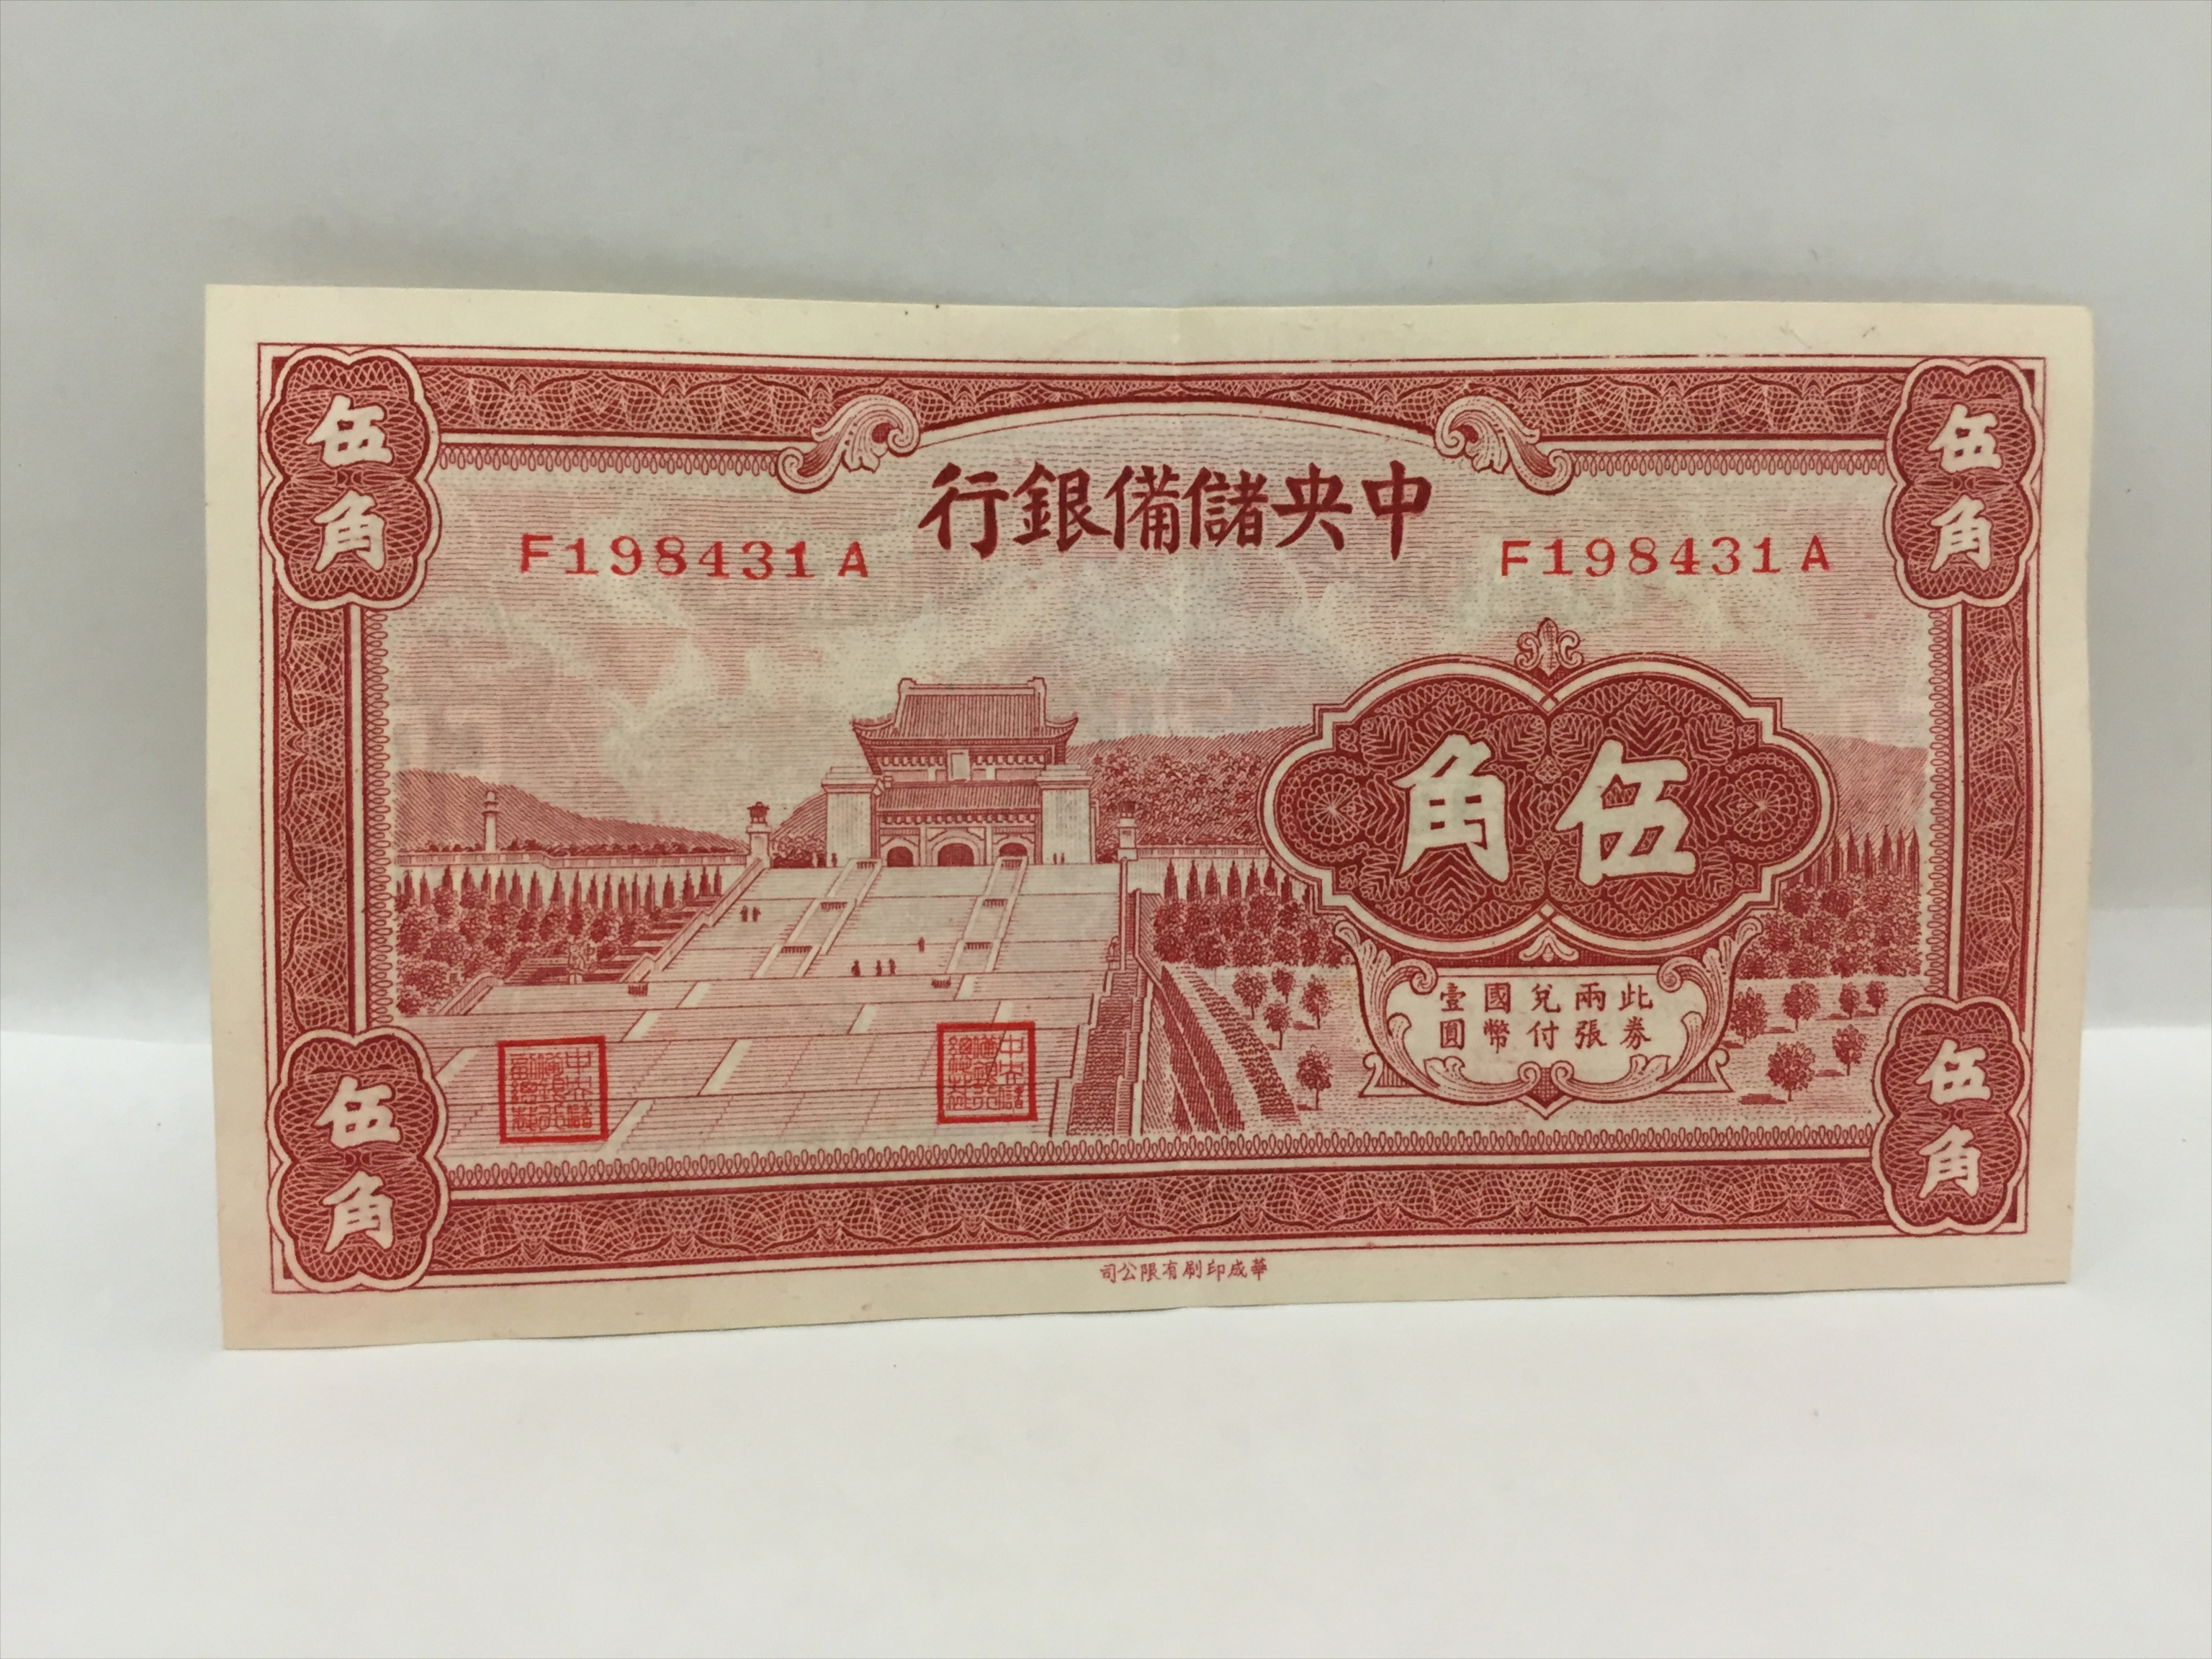 中央儲備銀行
F198431A
F198431A
伍角
伍角
伍角
伍角
伍角
此券
兩張
兌付
國幣
壹圓
華成印刷有限公司